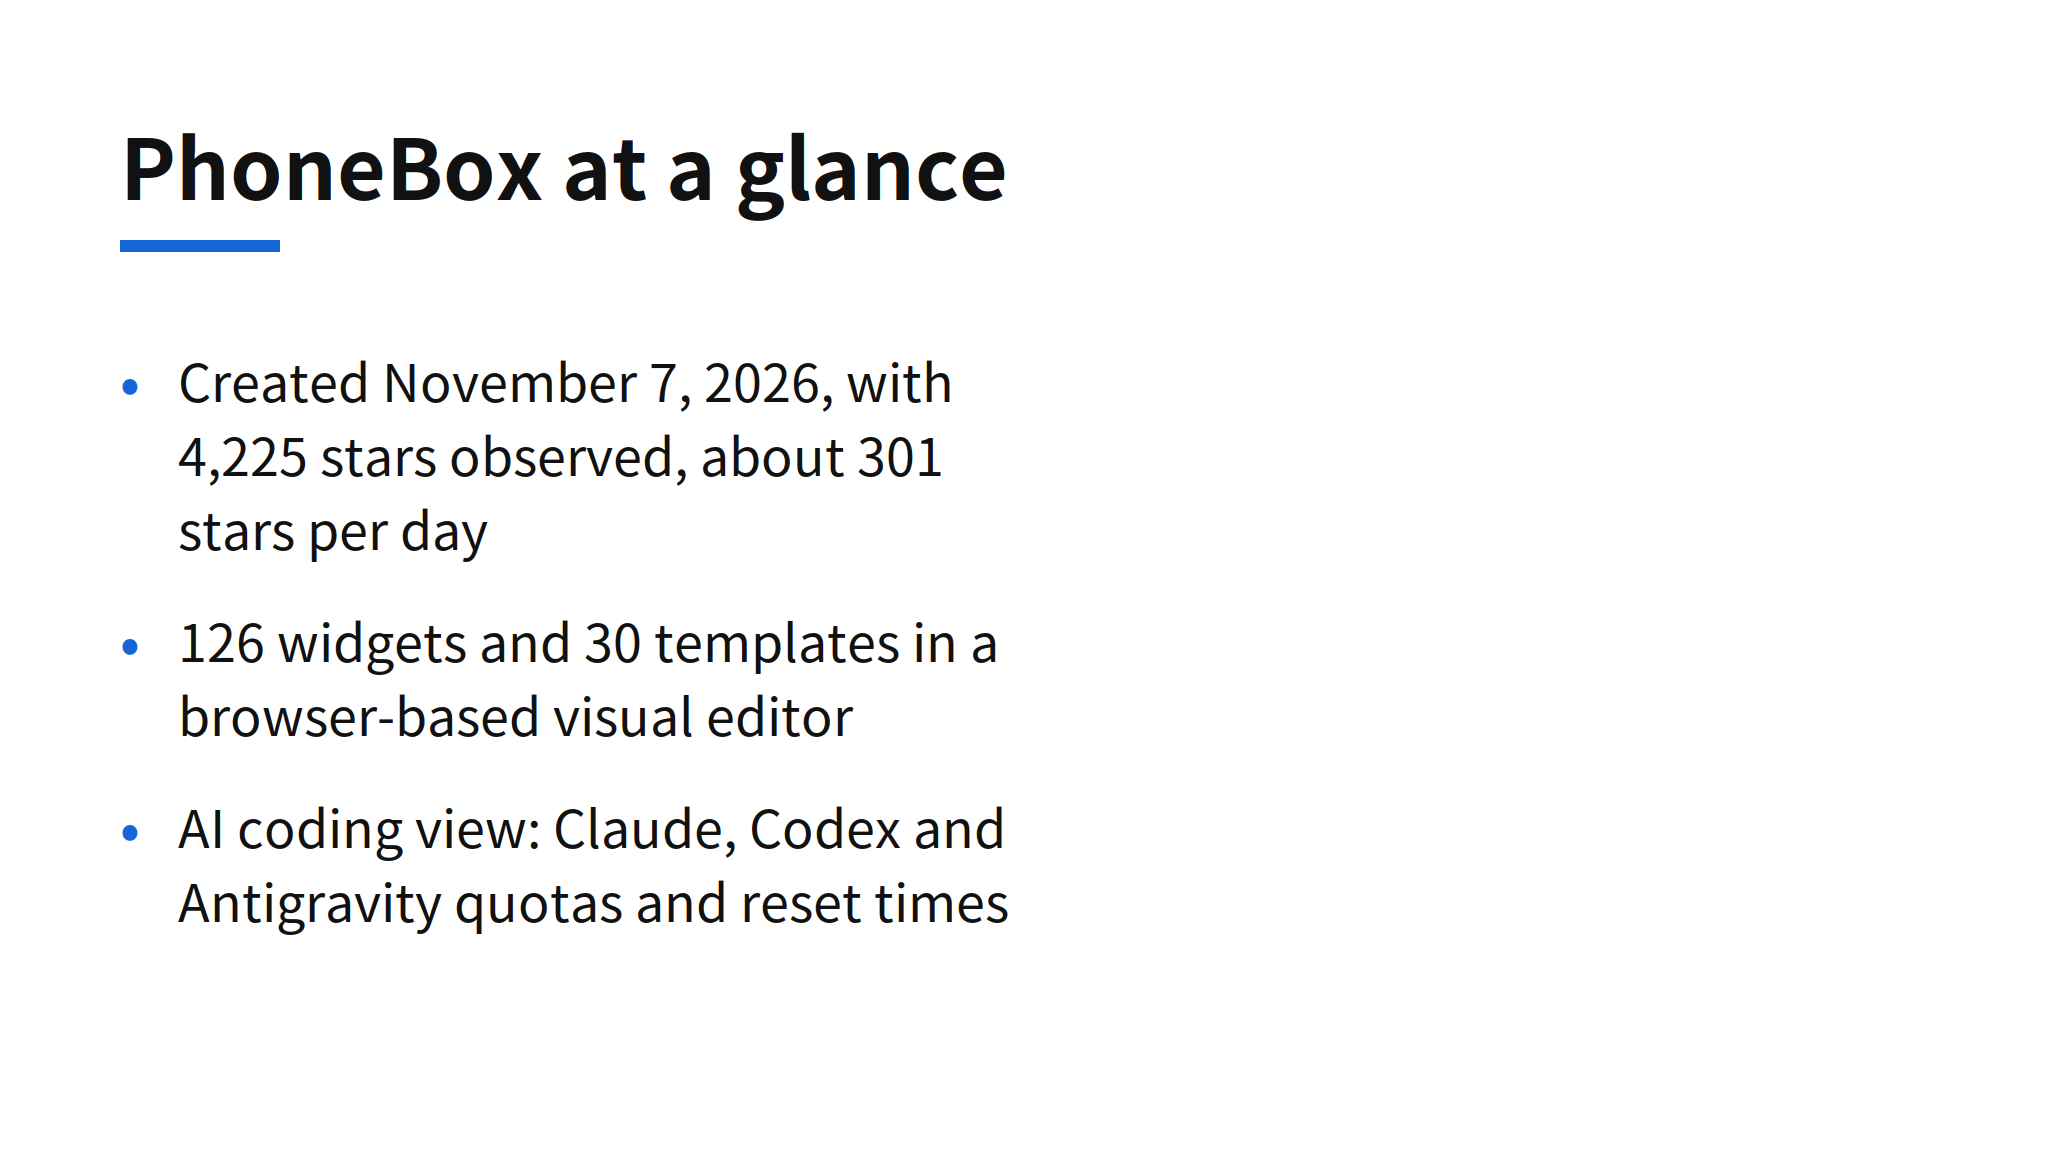 PhoneBox at a glance
• Created November 7, 2026, with
4,225 stars observed, about 301
stars per day
• 126 widgets and 30 templates in a
browser-based visual editor
• AI coding view: Claude, Codex and
Antigravity quotas and reset times